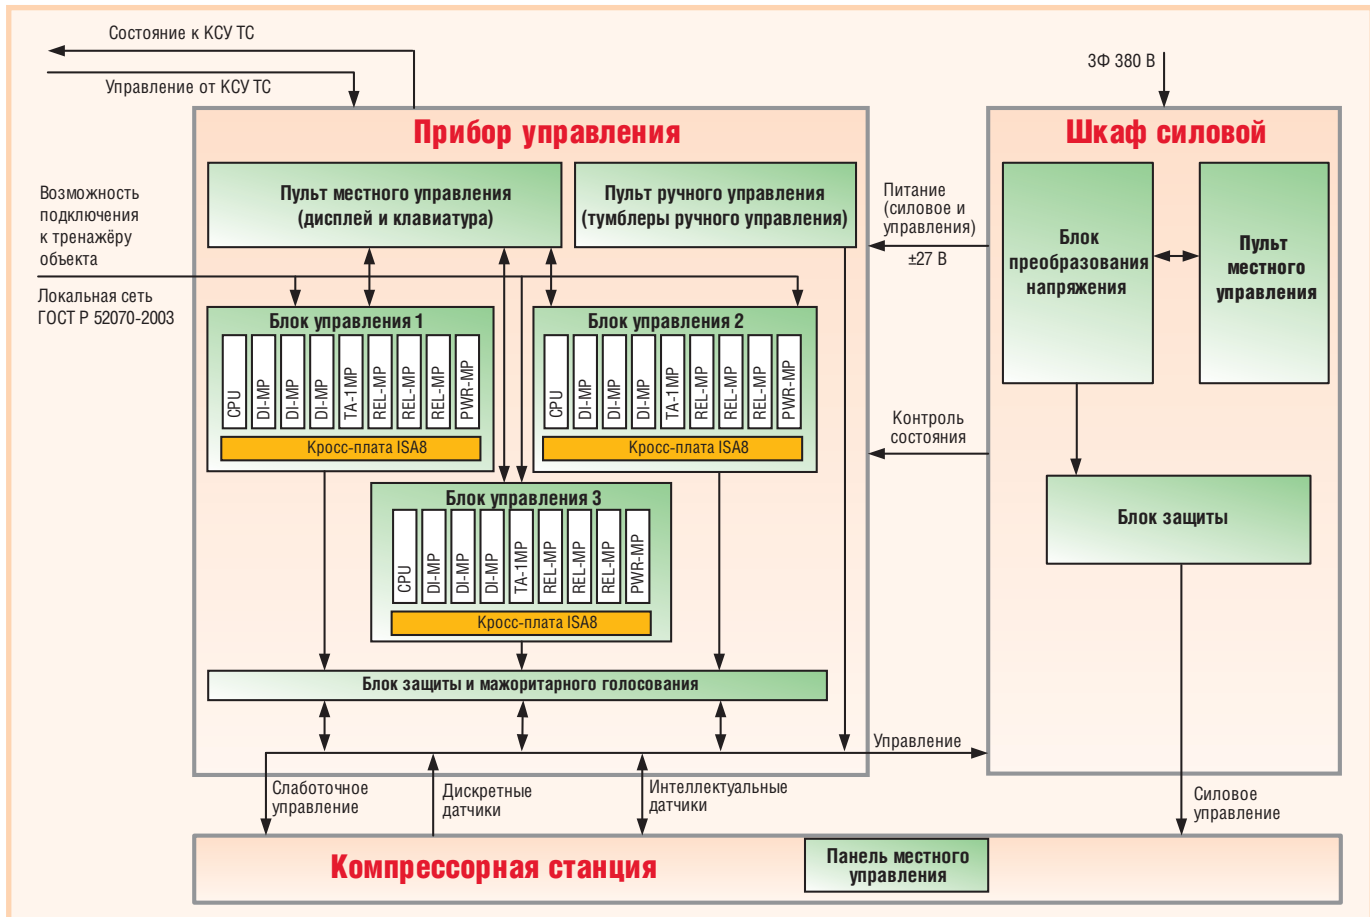 Состояние к КСУ ТС
Управление от КСУ ТС
3Ф 380 В
Прибор управления
Шкаф силовой
Пульт местного управления
(дисплей и клавиатура)
Пульт ручного управления
(тумблеры ручного управления)
Возможность
подключения
к тренажёру
объекта
Локальная сеть
ГОСТ Р 52070-2003
Питание
(силовое и
управления)
±27 В
Блок
преобразования
напряжения
Пульт
местного
управления
Блок управления 1
CPU
DI-MP
DI-MP
DI-MP
TA-1MP
REL-MP
REL-MP
REL-MP
PWR-MP
Кросс-плата ISA8
Блок управления 2
CPU
DI-MP
DI-MP
DI-MP
TA-1MP
REL-MP
REL-MP
REL-MP
PWR-MP
Кросс-плата ISA8
Контроль
состояния
Блок управления 3
CPU
DI-MP
DI-MP
DI-MP
TA-1MP
REL-MP
REL-MP
REL-MP
PWR-MP
Кросс-плата ISA8
Блок защиты
Блок защиты и мажоритарного голосования
Управление
Слаботочное
управление
Дискретные
датчики
Интеллектуальные
датчики
Силовое
управление
Компрессорная станция
Панель местного
управления